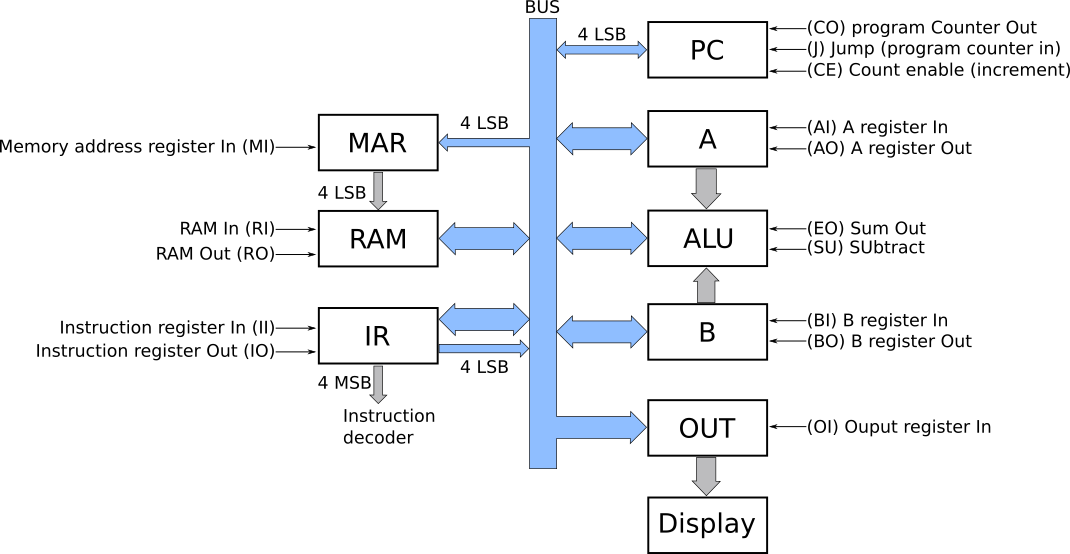 BUS
4 LSB
PC
(CO) program Counter Out
(J) Jump (program counter in)
(CE) Count enable (increment)
Memory address register In (MI)
MAR
4 LSB
A
(AI) A register In
(AO) A register Out
4 LSB
RAM In (RI)
RAM Out (RO)
RAM
ALU
(EO) Sum Out
(SU) SUbtract
Instruction register In (II)
Instruction register Out (IO)
IR
4 LSB
B
(BI) B register In
(BO) B register Out
4 MSB
Instruction
decoder
OUT
(OI) Ouput register In
Display